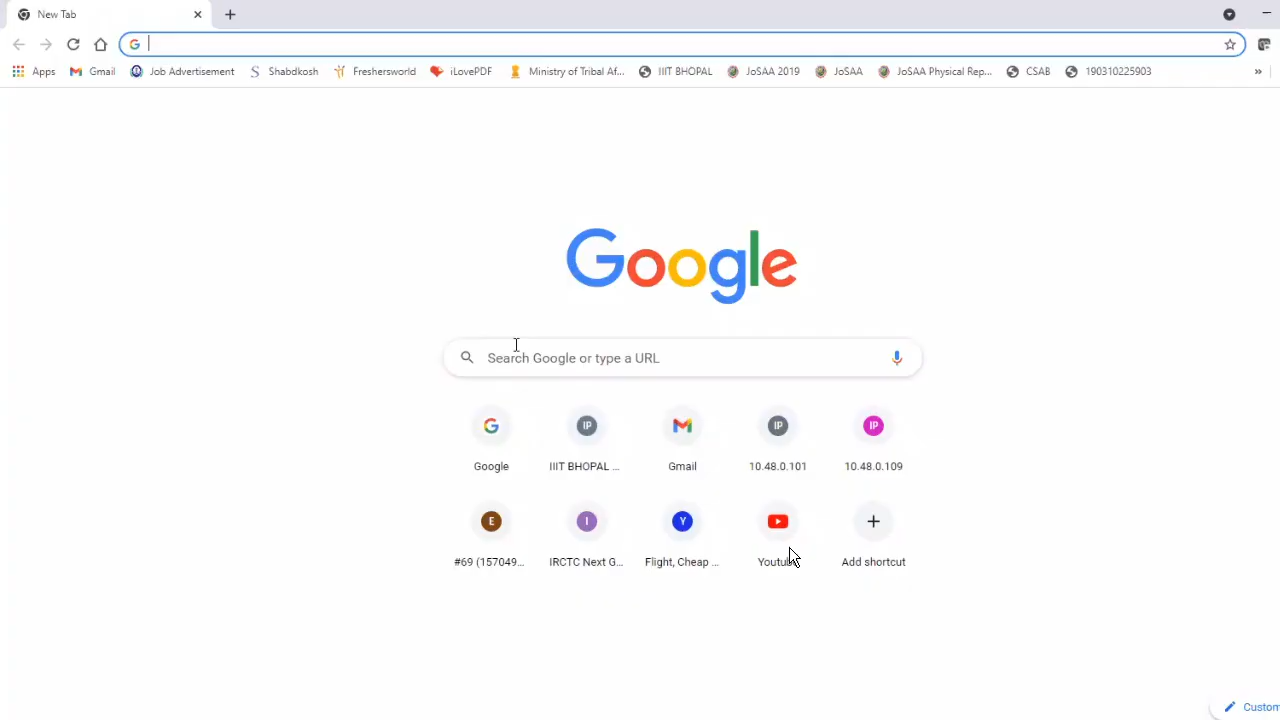 New Tab
Apps Gmail Job Advertisement Shabdkosh Freshersworld iLovePDF Ministry of Tribal Af... IIIT BHOPAL JoSAA 2019 JoSAA JoSAA Physical Rep... CSAB 190310225903
Google
Search Google or type a URL
Google IIIT BHOPAL ... Gmail 10.48.0.101 10.48.0.109
#69 (157049... IRCTC Next G... Flight, Cheap ... Youtube Add shortcut
Custom